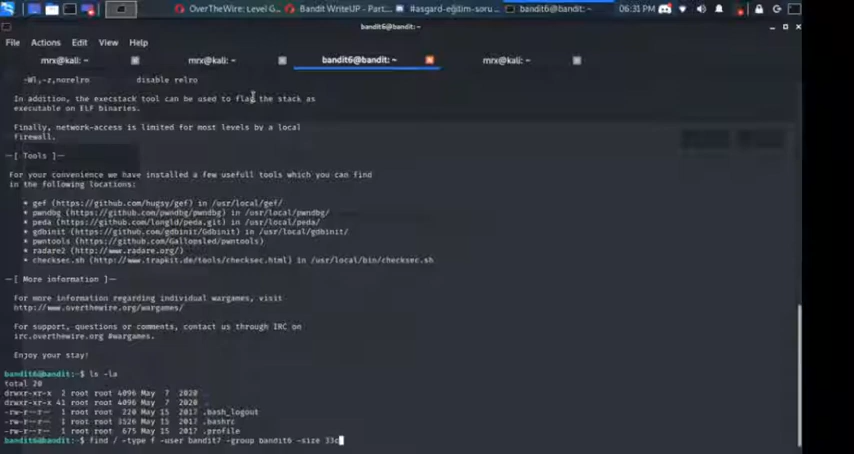 OverTheWire: Level G...
Bandit WriteUP - Part...
#asgard-eğitim-soru ...
bandit6@bandit: ~
06:31 PM
bandit6@bandit: ~
File Actions Edit View Help
mrx@kali: ~
mrx@kali: ~
bandit6@bandit: ~
mrx@kali: ~
-Wl,-z,norelro disable relro
In addition, the execstack tool can be used to flag the stack as
executable on ELF binaries.
Finally, network-access is limited for most levels by a local
firewall.
--[ Tools ]--
For your convenience we have installed a few usefull tools which you can find
in the following locations:
* gef (https://github.com/hugsy/gef) in /usr/local/gef/
* pwndbg (https://github.com/pwndbg/pwndbg) in /usr/local/pwndbg/
* peda (https://github.com/longld/peda.git) in /usr/local/peda/
* gdbinit (https://github.com/gdbinit/Gdbinit) in /usr/local/gdbinit/
* pwntools (https://github.com/Gallopsled/pwntools)
* radare2 (http://www.radare.org/)
* checksec.sh (http://www.trapkit.de/tools/checksec.html) in /usr/local/bin/checksec.sh
--[ More information ]--
For more information regarding individual wargames, visit
http://www.overthewire.org/wargames/
For support, questions or comments, contact us through IRC on
irc.overthewire.org #wargames.
Enjoy your stay!
bandit6@bandit:~$ ls -la
total 20
drwxr-xr-x 2 root root 4096 May 7 2020 .
drwxr-xr-x 41 root root 4096 May 7 2020 ..
-rw-r--r-- 1 root root 220 May 15 2017 .bash_logout
-rw-r--r-- 1 root root 3526 May 15 2017 .bashrc
-rw-r--r-- 1 root root 675 May 15 2017 .profile
bandit6@bandit:~$ find / -type f -user bandit7 -group bandit6 -size 33c